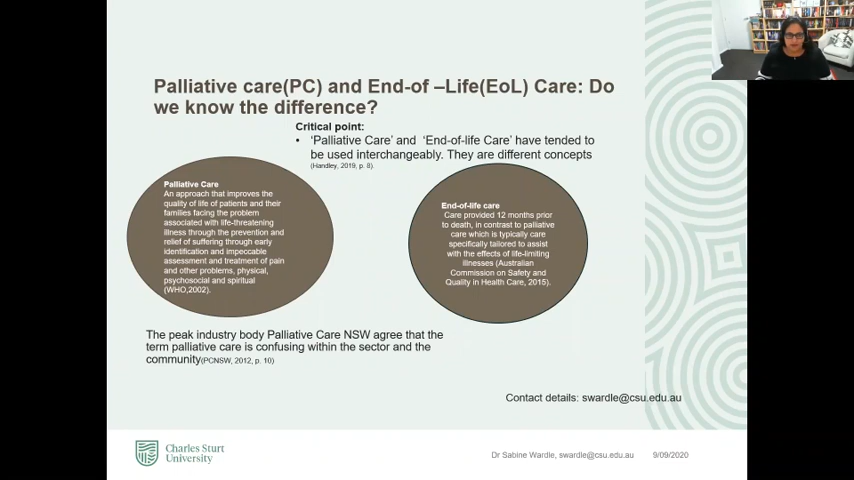 Palliative care(PC) and End-of –Life(EoL) Care: Do
we know the difference?
Critical point:
• ‘Palliative Care’ and ‘End-of-life Care’ have tended to
be used interchangeably. They are different concepts
(Handley, 2019, p. 8).
Palliative Care
An approach that improves the
quality of life of patients and their
families facing the problem
associated with life-threatening
illness through the prevention and
relief of suffering through early
identification and impeccable
assessment and treatment of pain
and other problems, physical,
psychosocial and spiritual
(WHO,2002).
End-of-life care
Care provided 12 months prior
to death, in contrast to palliative
care which is typically care
specifically tailored to assist
with the effects of life-limiting
illnesses (Australian
Commission on Safety and
Quality in Health Care, 2015).
The peak industry body Palliative Care NSW agree that the
term palliative care is confusing within the sector and the
community(PCNSW, 2012, p. 10)
Contact details: swardle@csu.edu.au
Charles Sturt
University
Dr Sabine Wardle, swardle@csu.edu.au 9/09/2020